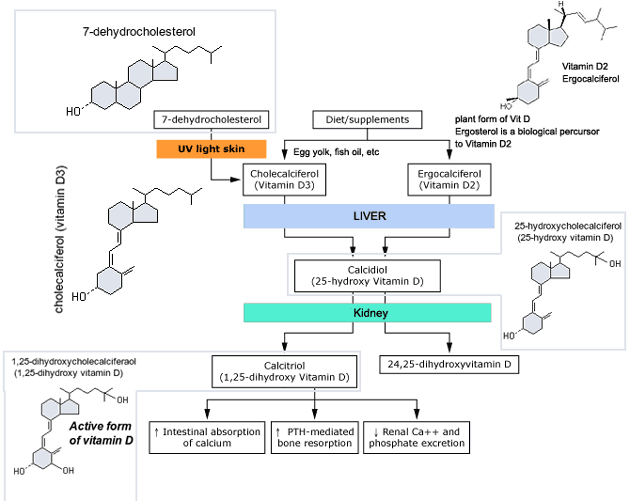 7-dehydrocholesterol
HO
H
HO
Vitamin D2
Ergocalciferol
plant form of Vit D
Ergosterol is a biological percursor
to Vitamin D2
7-dehydrocholesterol
Diet/supplements
UV light skin
Egg yolk, fish oil, etc
Cholecalciferol
(Vitamin D3)
Ergocalciferol
(Vitamin D2)
cholecalciferol (vitamin D3)
HO
LIVER
25-hydroxycholecalciferol
(25-hydroxy vitamin D)
OH
HO
Calcidiol
(25-hydroxy Vitamin D)
Kidney
1,25-dihydroxycholecalciferaol
(1,25-dihydroxy vitamin D)
OH
HO
OH
Active form
of vitamin D
Calcitriol
(1,25-dihydroxy Vitamin D)
24,25-dihydroxyvitamin D
↑ Intestinal absorption
of calcium
↑ PTH-mediated
bone resorption
↓ Renal Ca++ and
phosphate excretion